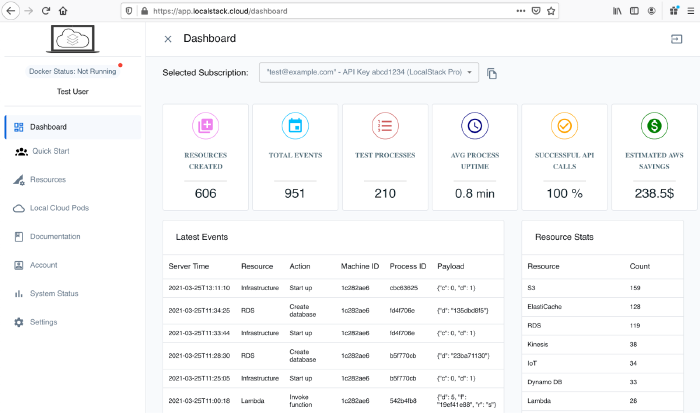 https://app.localstack.cloud/dashboard
Docker Status: Not Running
Test User
Dashboard
Quick Start
Resources
Local Cloud Pods
Documentation
Account
System Status
Settings
Dashboard
Selected Subscription: "test@example.com" - API Key abcd1234 (LocalStack Pro)
RESOURCES CREATED
606
TOTAL EVENTS
951
TEST PROCESSES
210
AVG PROCESS UPTIME
0.8 min
SUCCESSFUL API CALLS
100 %
ESTIMATED AWS SAVINGS
238.5$
Latest Events
Server Time Resource Action Machine ID Process ID Payload
2021-03-25T13:11:10 Infrastructure Start up 1c282ae6 cbc63625 {"c": 0, "d": 1}
2021-03-25T11:34:25 RDS Create database 1c282ae6 fd4f706e {"d": "135dbd8f5"}
2021-03-25T11:33:44 Infrastructure Start up 1c282ae6 fd4f706e {"c": 0, "d": 1}
2021-03-25T11:28:30 RDS Create database 1c282ae6 b5f770cb {"d": "23ba71130"}
2021-03-25T11:25:05 Infrastructure Start up 1c282ae6 b5f770cb {"c": 0, "d": 1}
2021-03-25T11:00:18 Lambda Invoke function 1c282ae6 542b4fb8 {"d": 5, "f": "19ef41e88", "r": "s"}
Resource Stats
Resource Count
S3 159
ElastiCache 128
RDS 119
Kinesis 38
IoT 34
Dynamo DB 33
Lambda 28